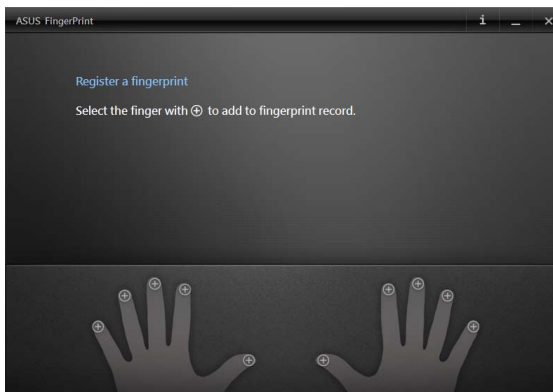 ASUS FingerPrint
Register a fingerprint
Select the finger with ⊕ to add to fingerprint record.